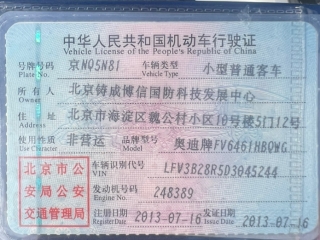 中华人民共和国机动车行驶证
Vehicle License of the People's Republic of China
号牌号码 京NQ5N81 车辆类型 小型普通客车
Plate No. Vehicle Type
所有人 北京铸成博信国防科技发展中心
Owner
住址 北京市海淀区魏公村小区19号楼5门12号
Address
使用性质 非营运 品牌型号 奥迪牌FV6461HBQWG
Use Character Model
北京市公 车辆识别代号 LFV3B28R5D3045244
VIN
安局公安 发动机号码 248389
Engine No.
交通管理局 注册日期 2013-07-16 发证日期 2013-07-16
Register Date Issue Date